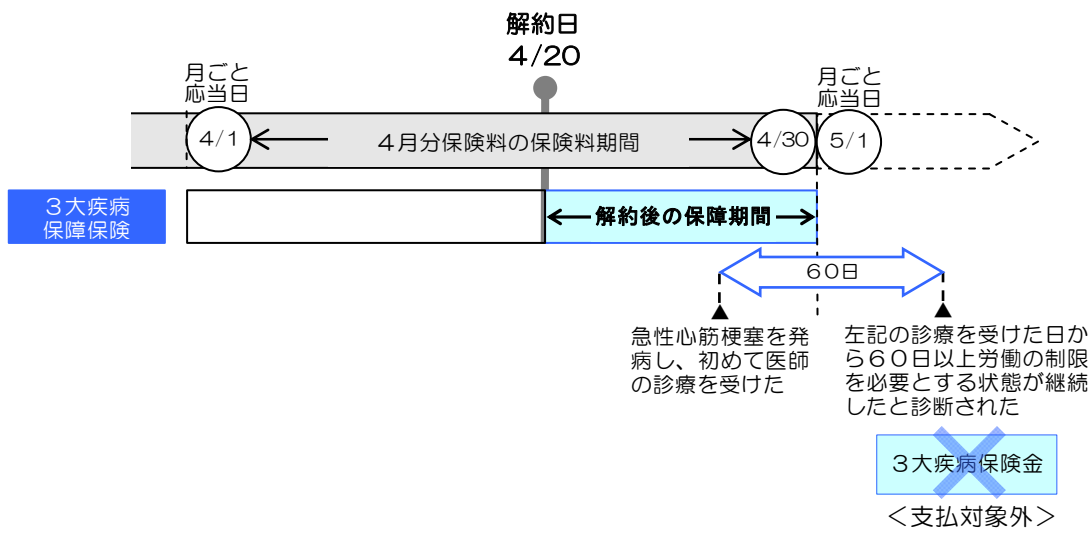 解約日
４/２０
月ごと
応当日
月ごと
応当日
４/１
４月分保険料の保険料期間
４/３０
５/１
３大疾病
保障保険
解約後の保障期間
６０日
急性心筋梗塞を発
病し、初めて医師
の診療を受けた
左記の診療を受けた日か
ら６０日以上労働の制限
を必要とする状態が継続
したと診断された
３大疾病保険金
＜支払対象外＞